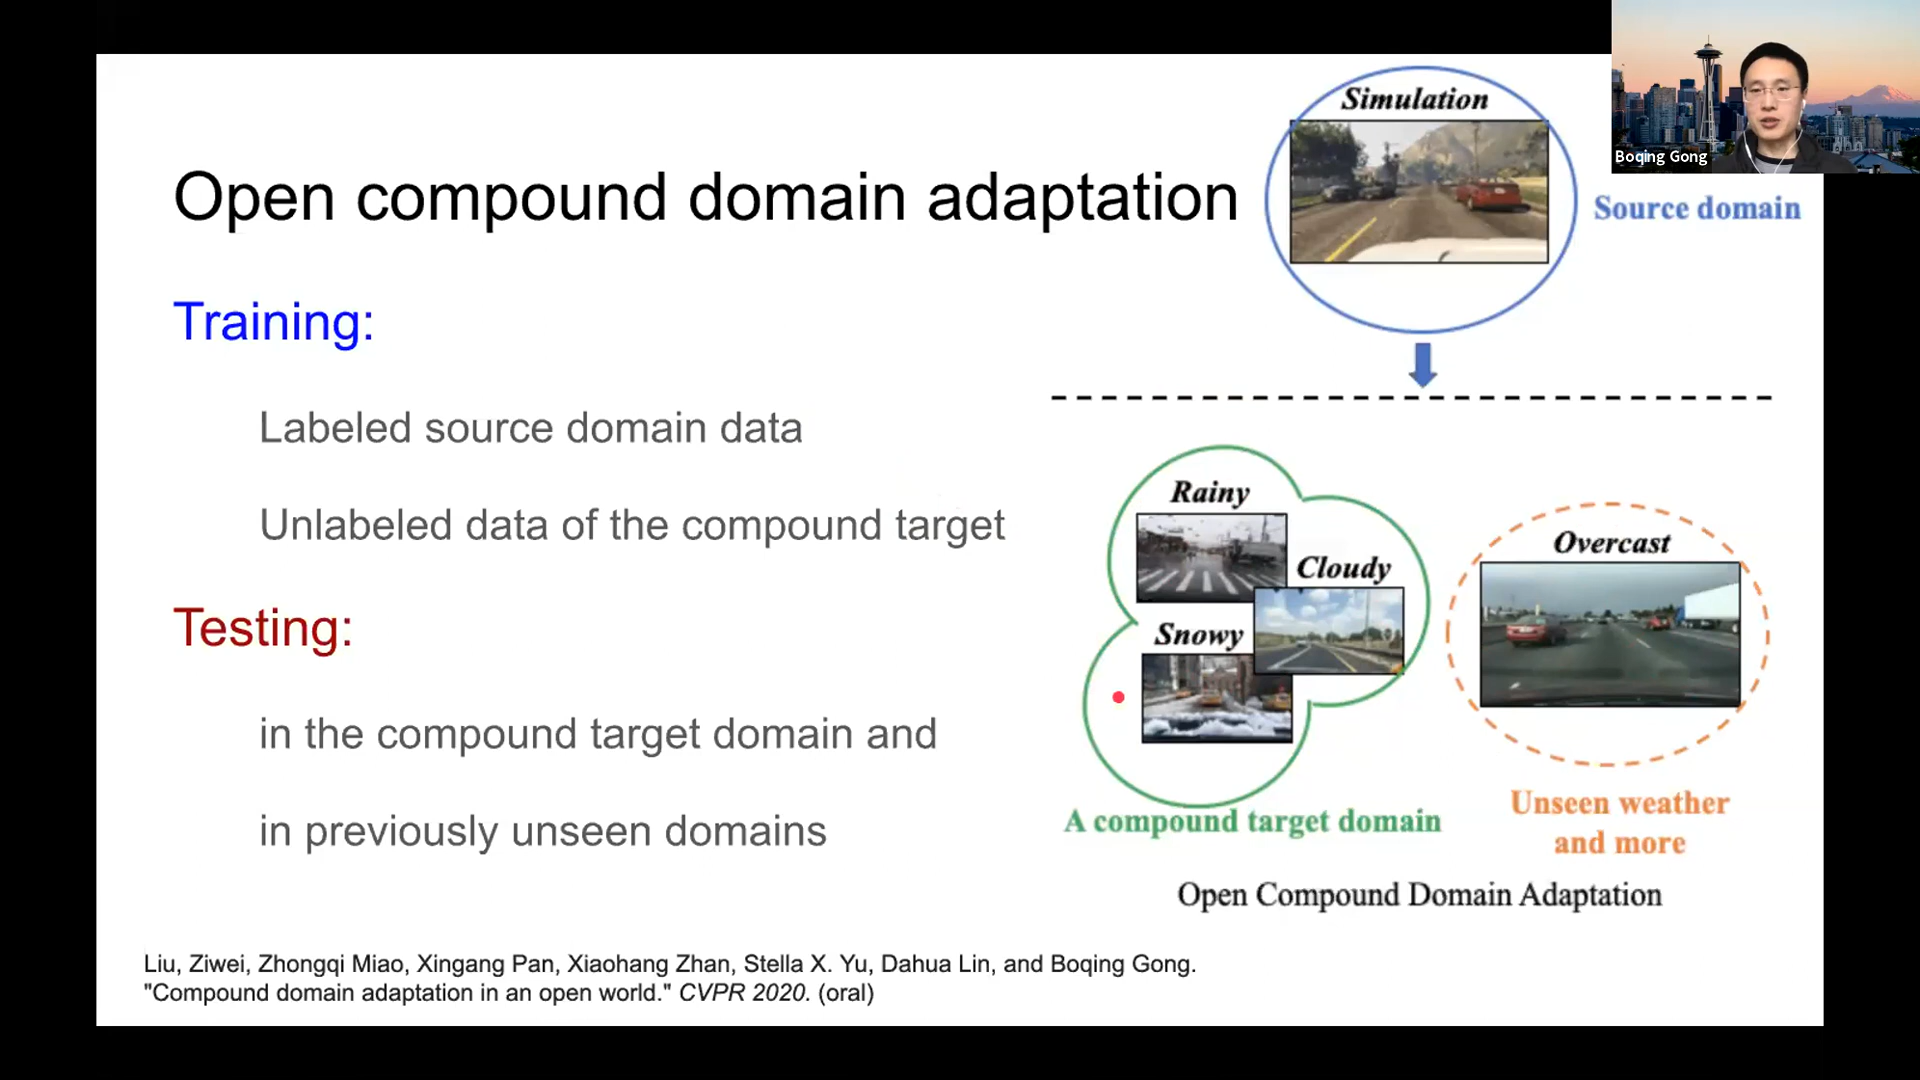 Simulation
Boqing Gong
Open compound domain adaptation
Source domain
Training:
Labeled source domain data
Unlabeled data of the compound target
Testing:
in the compound target domain and
in previously unseen domains
Rainy
Cloudy
Snowy
Overcast
A compound target domain
Unseen weather
and more
Open Compound Domain Adaptation
Liu, Ziwei, Zhongqi Miao, Xingang Pan, Xiaohang Zhan, Stella X. Yu, Dahua Lin, and Boqing Gong.
"Compound domain adaptation in an open world." CVPR 2020. (oral)